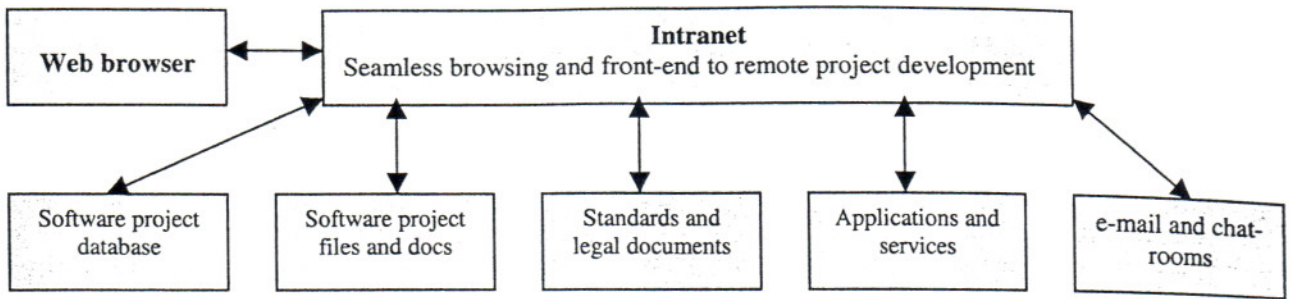 Web browser
Intranet
Seamless browsing and front-end to remote project development
Software project
database
Software project
files and docs
Standards and
legal documents
Applications and
services
e-mail and chat-
rooms